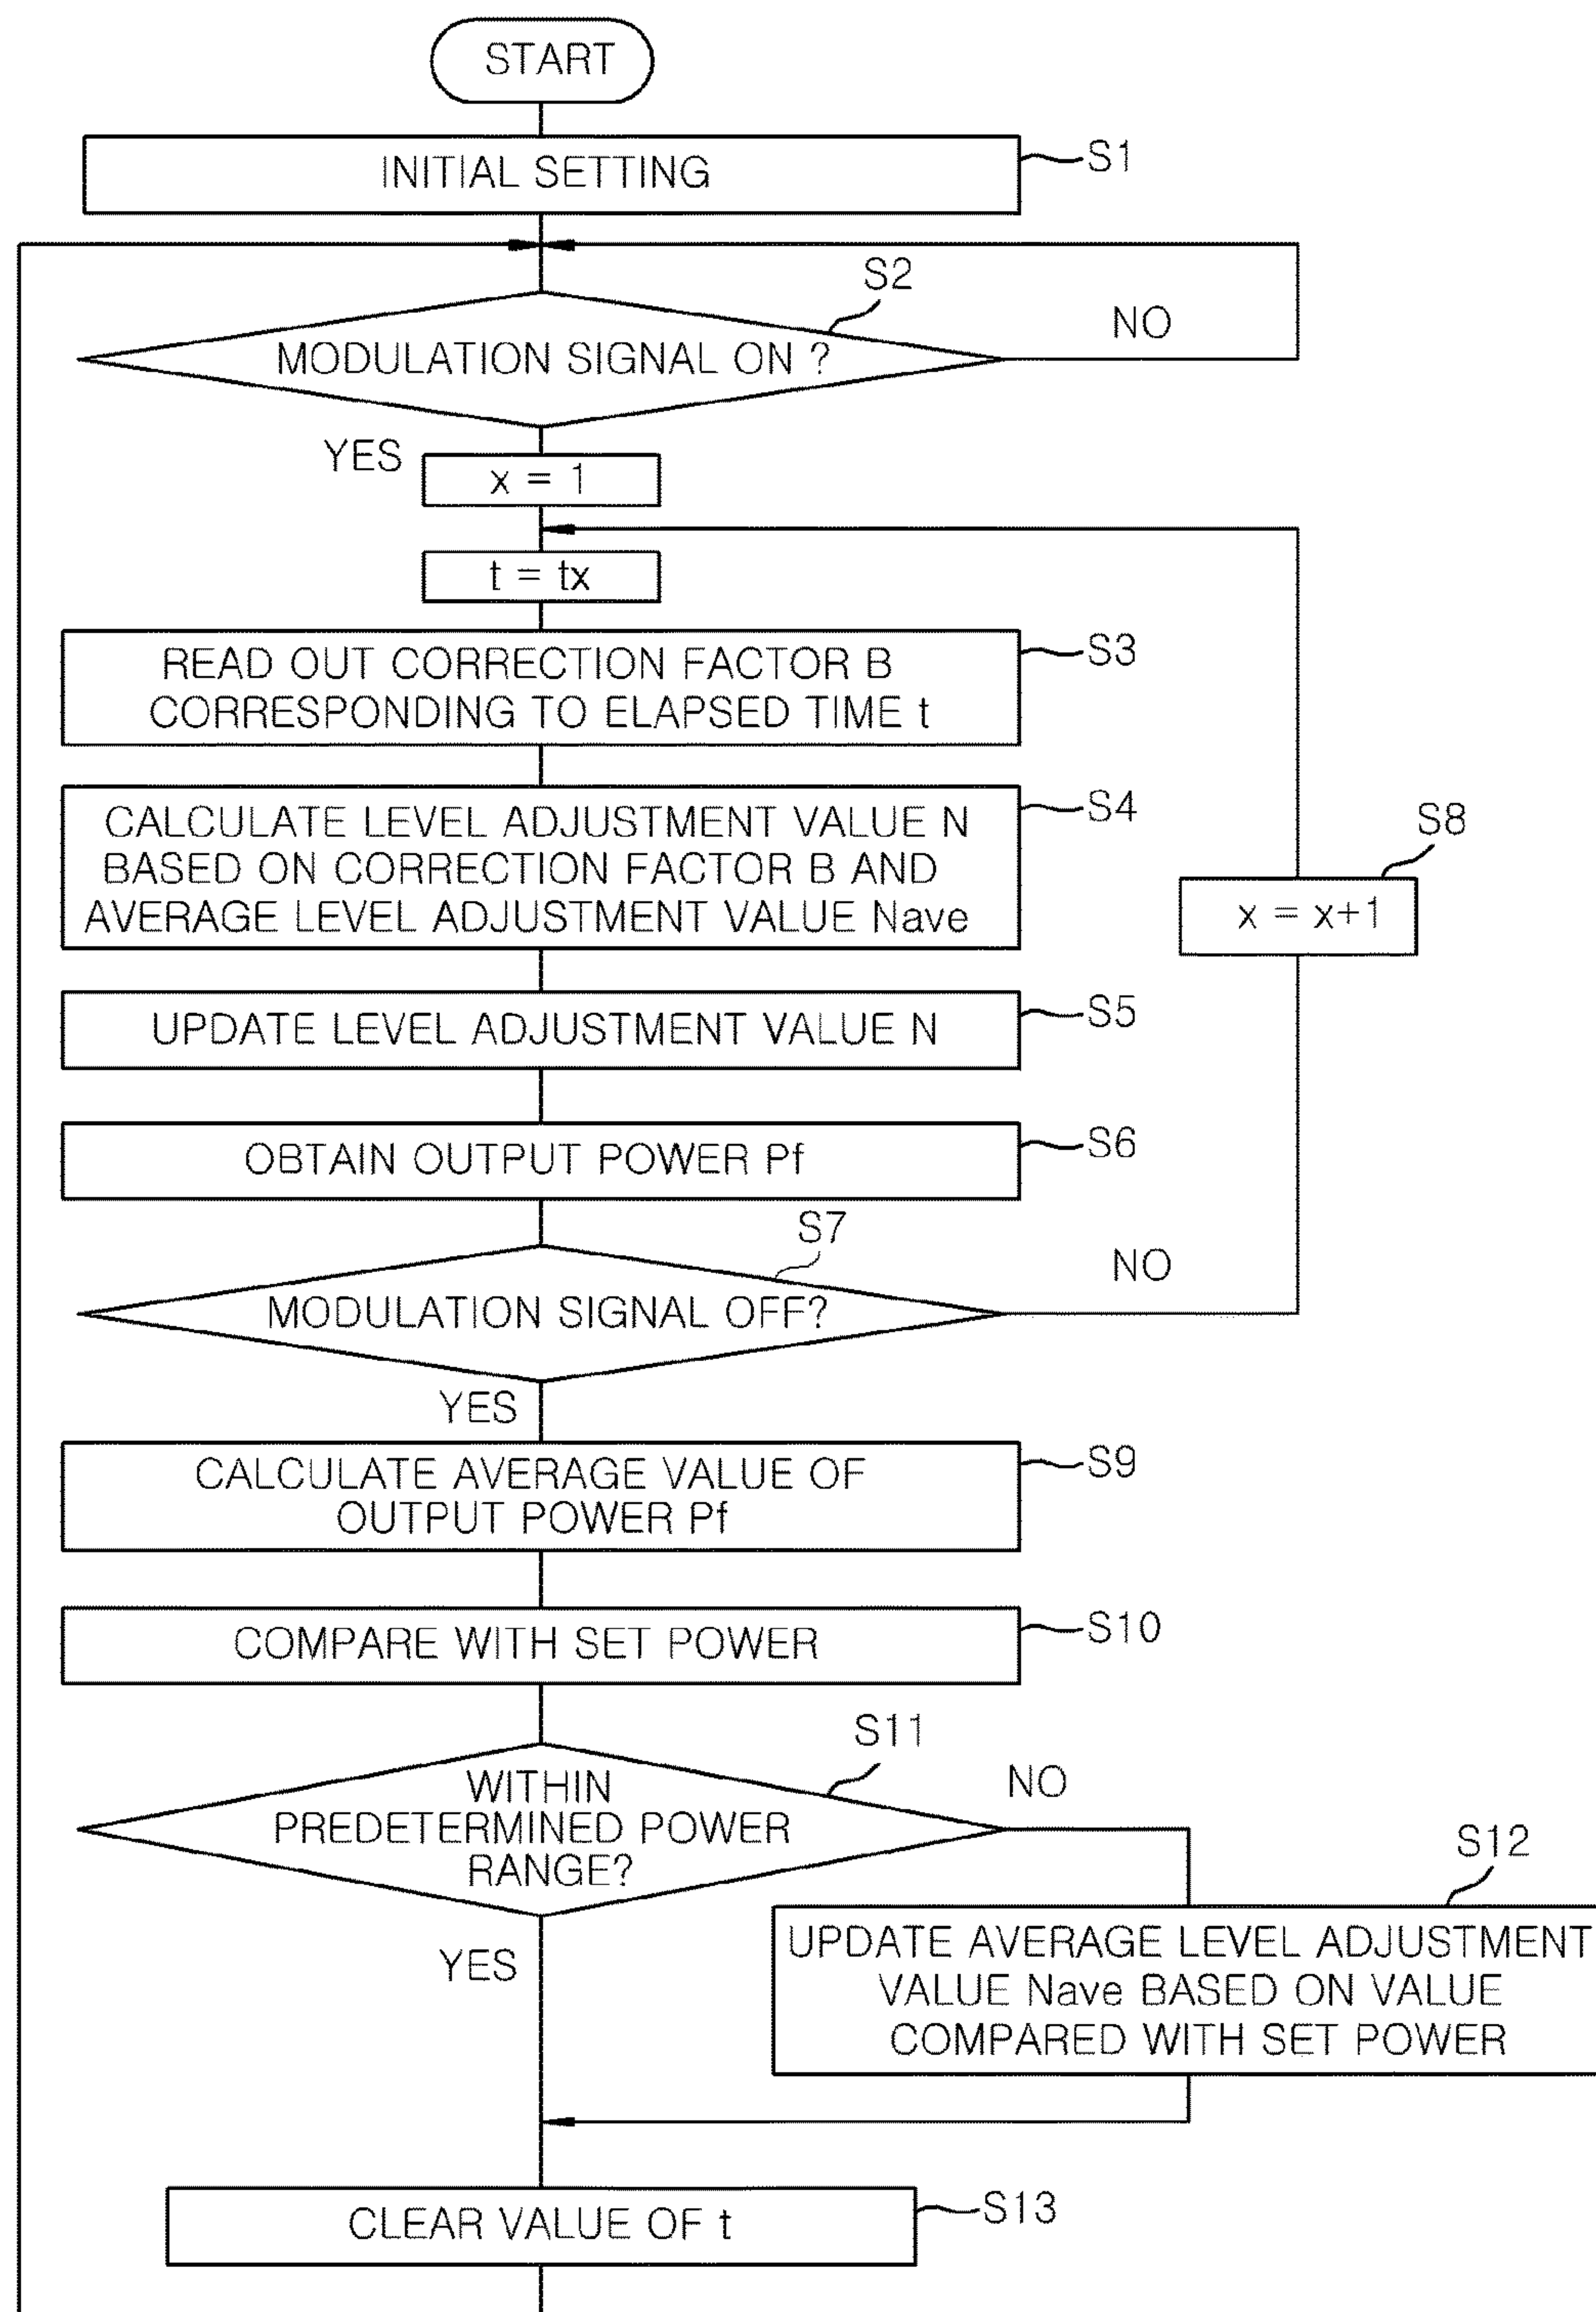 START
INITIAL SETTING
S1
S2
MODULATION SIGNAL ON ?
NO
YES
x = 1
t = tx
READ OUT CORRECTION FACTOR B
CORRESPONDING TO ELAPSED TIME t
S3
CALCULATE LEVEL ADJUSTMENT VALUE N
BASED ON CORRECTION FACTOR B AND
AVERAGE LEVEL ADJUSTMENT VALUE Nave
S4
S8
x = x+1
UPDATE LEVEL ADJUSTMENT VALUE N
S5
OBTAIN OUTPUT POWER Pf
S6
S7
MODULATION SIGNAL OFF?
NO
YES
CALCULATE AVERAGE VALUE OF
OUTPUT POWER Pf
S9
COMPARE WITH SET POWER
S10
S11
WITHIN
PREDETERMINED POWER
RANGE?
NO
YES
S12
UPDATE AVERAGE LEVEL ADJUSTMENT
VALUE Nave BASED ON VALUE
COMPARED WITH SET POWER
CLEAR VALUE OF t
S13